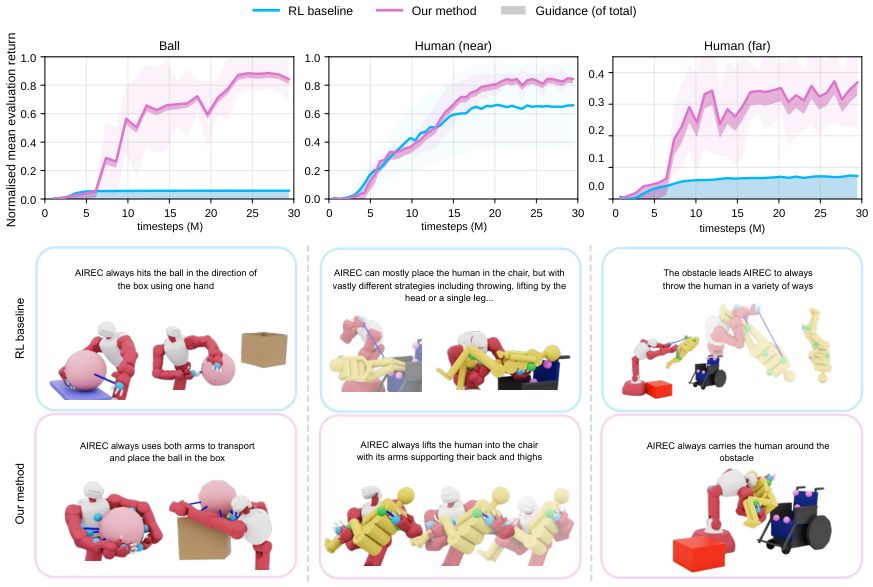 RL baseline Our method Guidance (of total)
Ball Human (near) Human (far)
Normalised mean evaluation return
1.0
0.8
0.6
0.4
0.2
0.0
0 5 10 15 20 25 30
timesteps (M)
1.0
0.8
0.6
0.4
0.2
0.0
0 5 10 15 20 25 30
timesteps (M)
0.4
0.3
0.2
0.1
0.0
0 5 10 15 20 25 30
timesteps (M)
RL baseline
AIREC always hits the ball in the direction of
the box using one hand
AIREC can mostly place the human in the chair, but with
vastly different strategies including throwing, lifting by the
head or a single leg...
The obstacle leads AIREC to always
throw the human in a variety of ways
Our method
AIREC always uses both arms to transport
and place the ball in the box
AIREC always lifts the human into the chair
with its arms supporting their back and thighs
AIREC always carries the human around the
obstacle